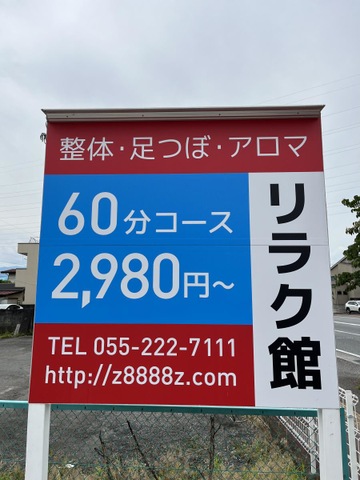 整体・足つぼ・アロマ
60分コース
2,980円～
リラク館
TEL 055-222-7111
http://z8888z.com